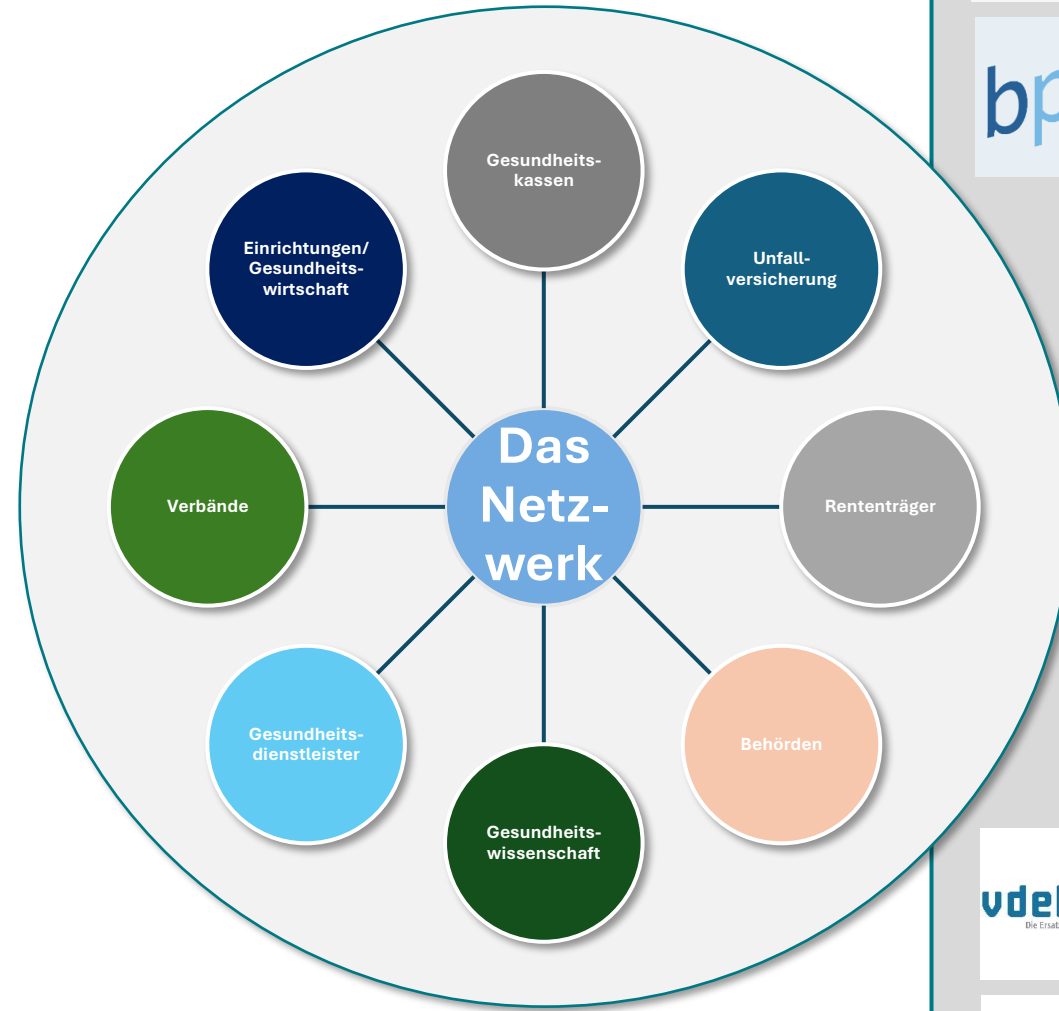 Gesundheits-
kassen
Einrichtungen/
Gesundheits-
wirtschaft
Unfall-
versicherung
Das
Netz-
werk
Verbände
Rententräger
Gesundheits-
dienstleister
Behörden
Gesundheits-
wissenschaft